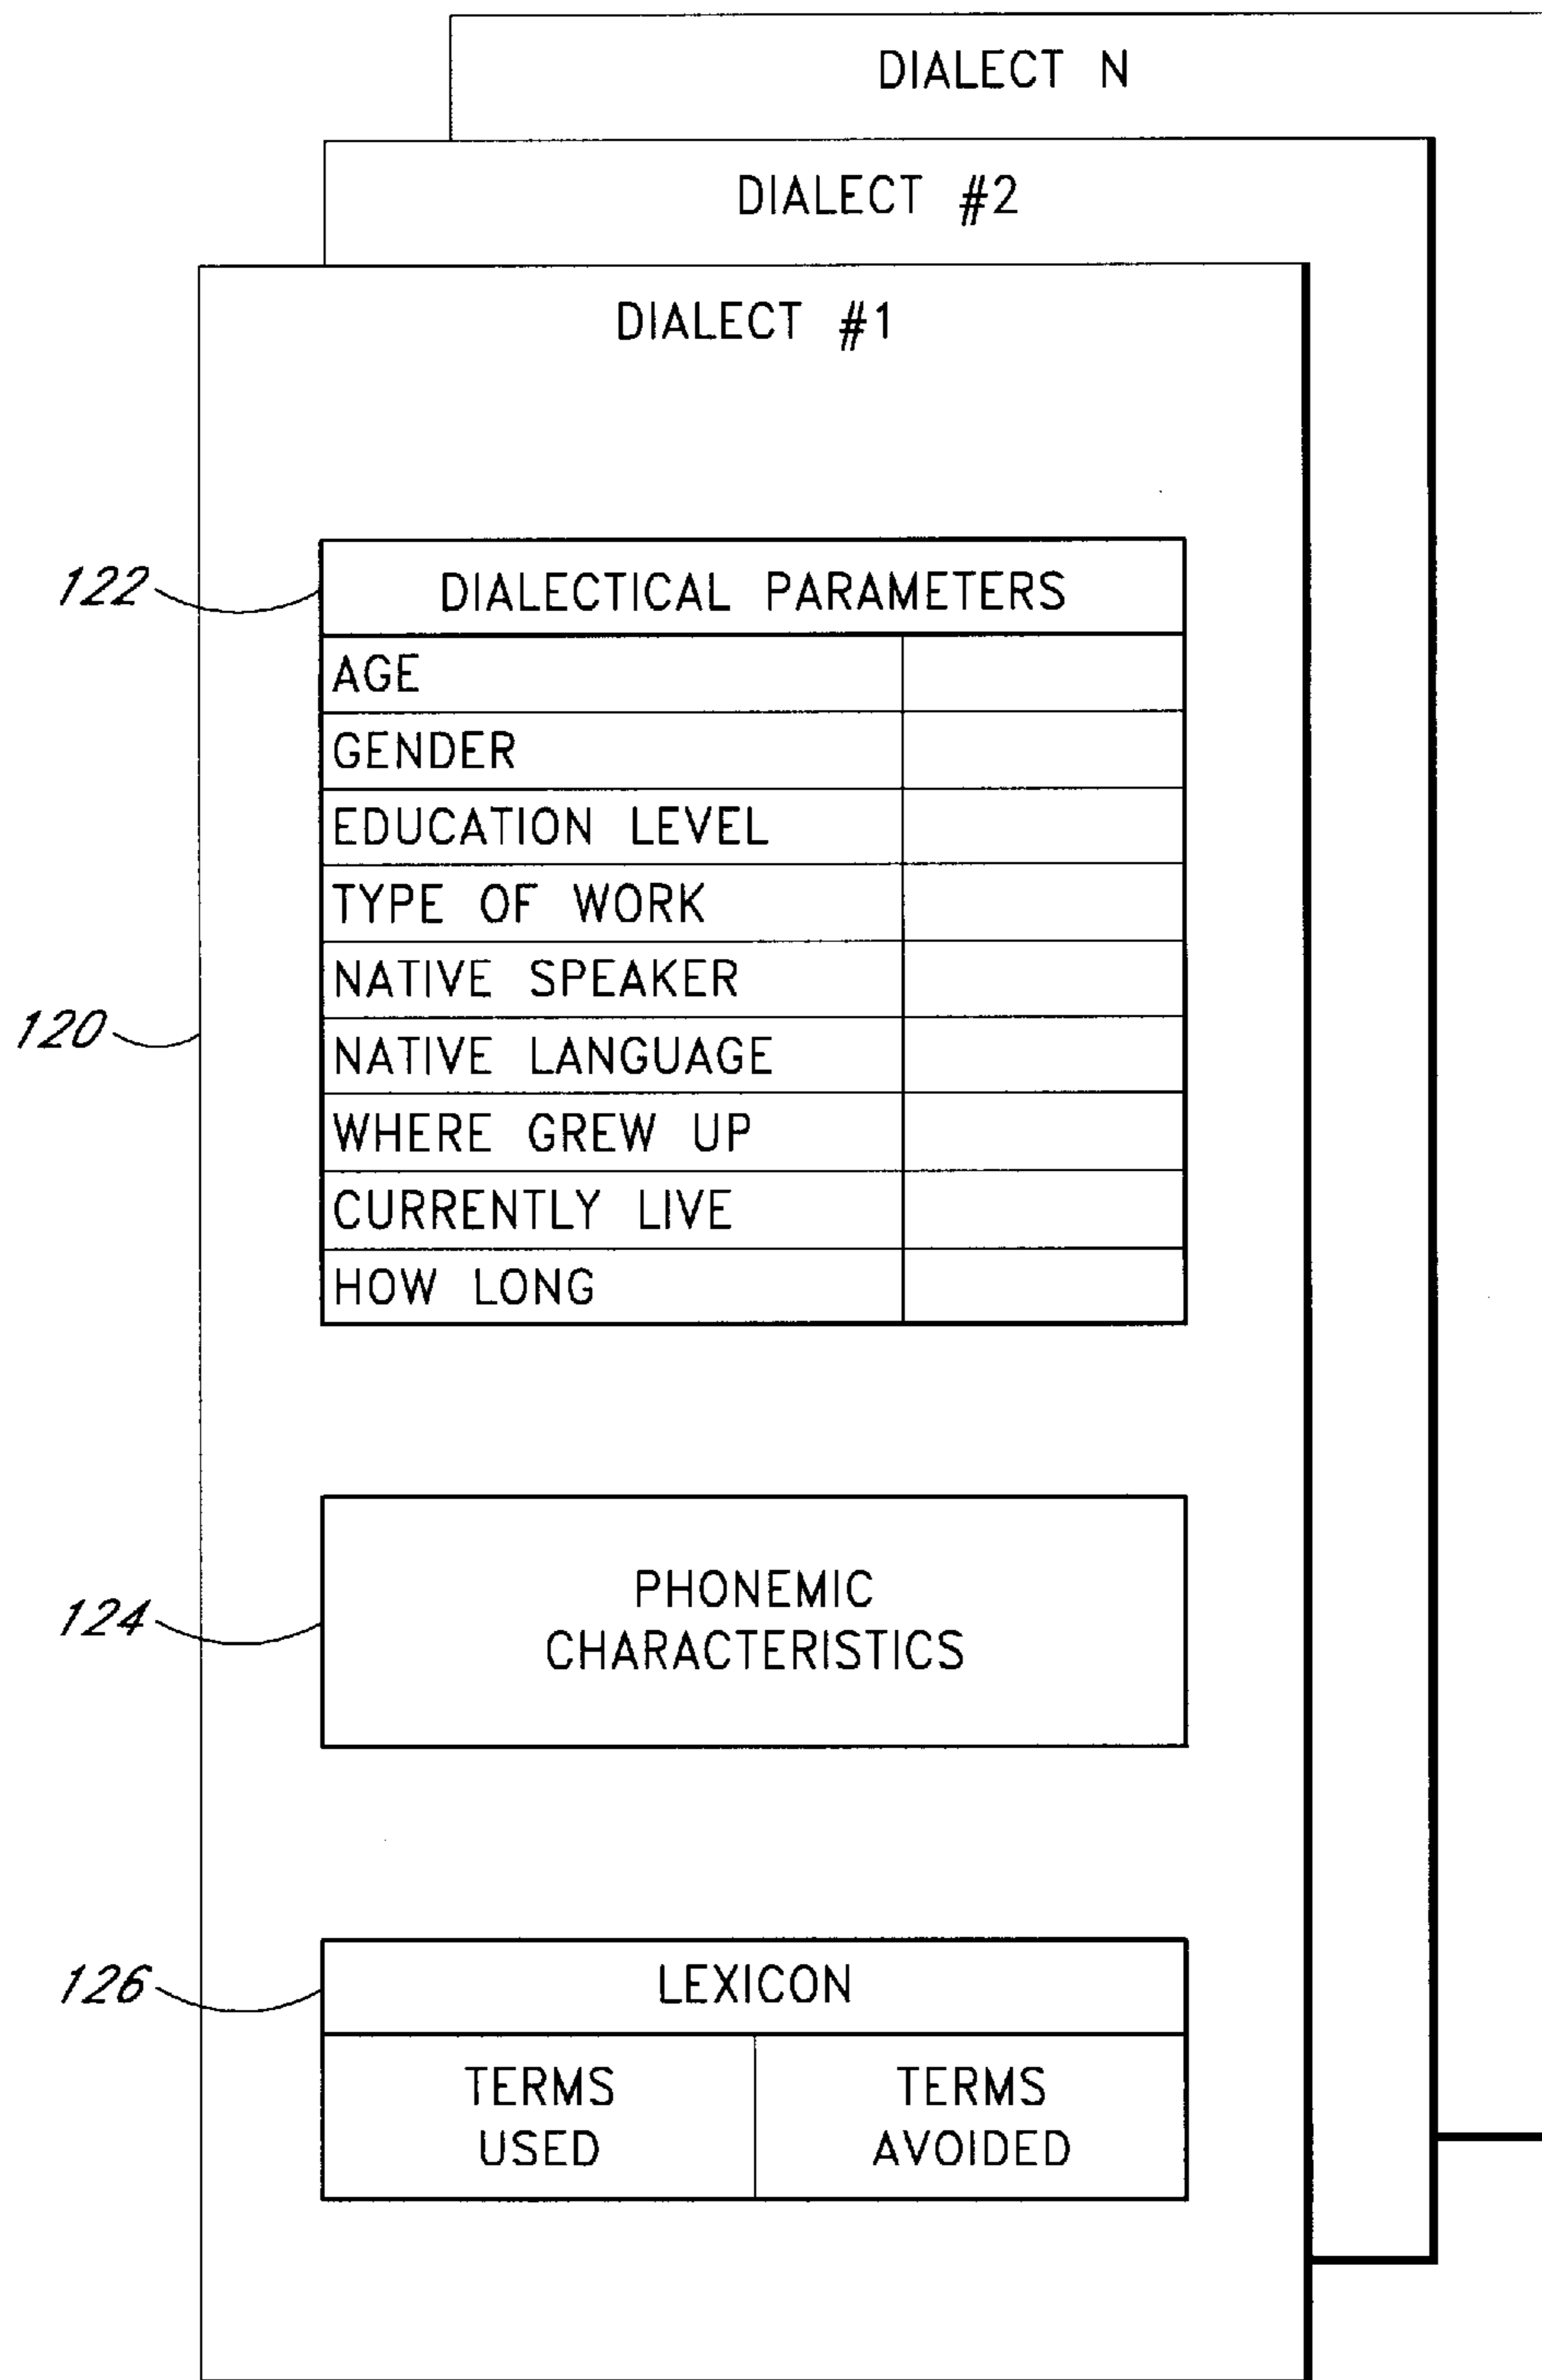 DIALECT N
DIALECT #2
DIALECT #1
122
DIALECTICAL PARAMETERS
AGE
GENDER
EDUCATION LEVEL
TYPE OF WORK
NATIVE SPEAKER
120
NATIVE LANGUAGE
WHERE GREW UP
CURRENTLY LIVE
HOW LONG
124
PHONEMIC
CHARACTERISTICS
126
LEXICON
TERMS
USED
TERMS
AVOIDED